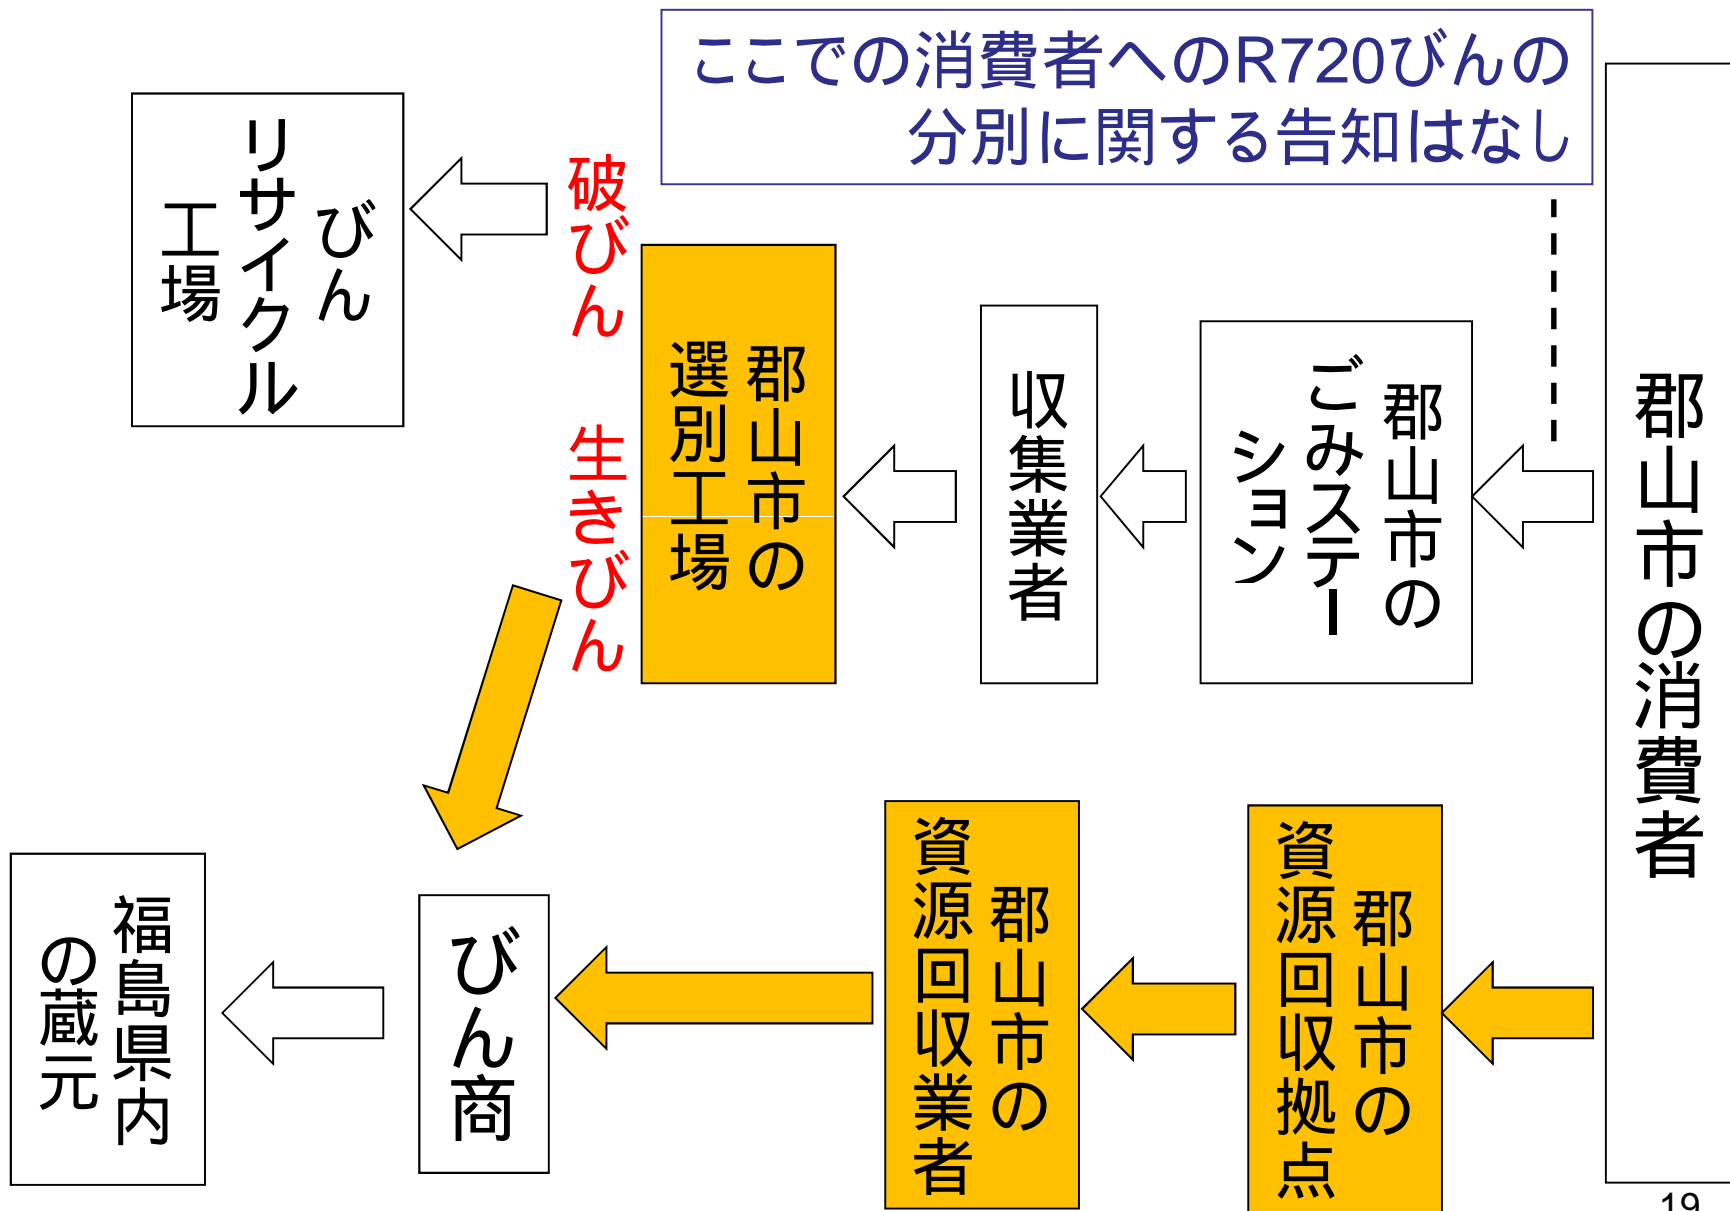 ここでの消費者へのR720びんの
分別に関する告知はなし
郡山市の消費者
郡山市の
ごみステー
ション
収集業者
郡山市の
選別工場
破びん
生きびん
びん
リサイクル
工場
郡山市の
資源回収拠点
郡山市の
資源回収業者
びん商
福島県内
の蔵元
19